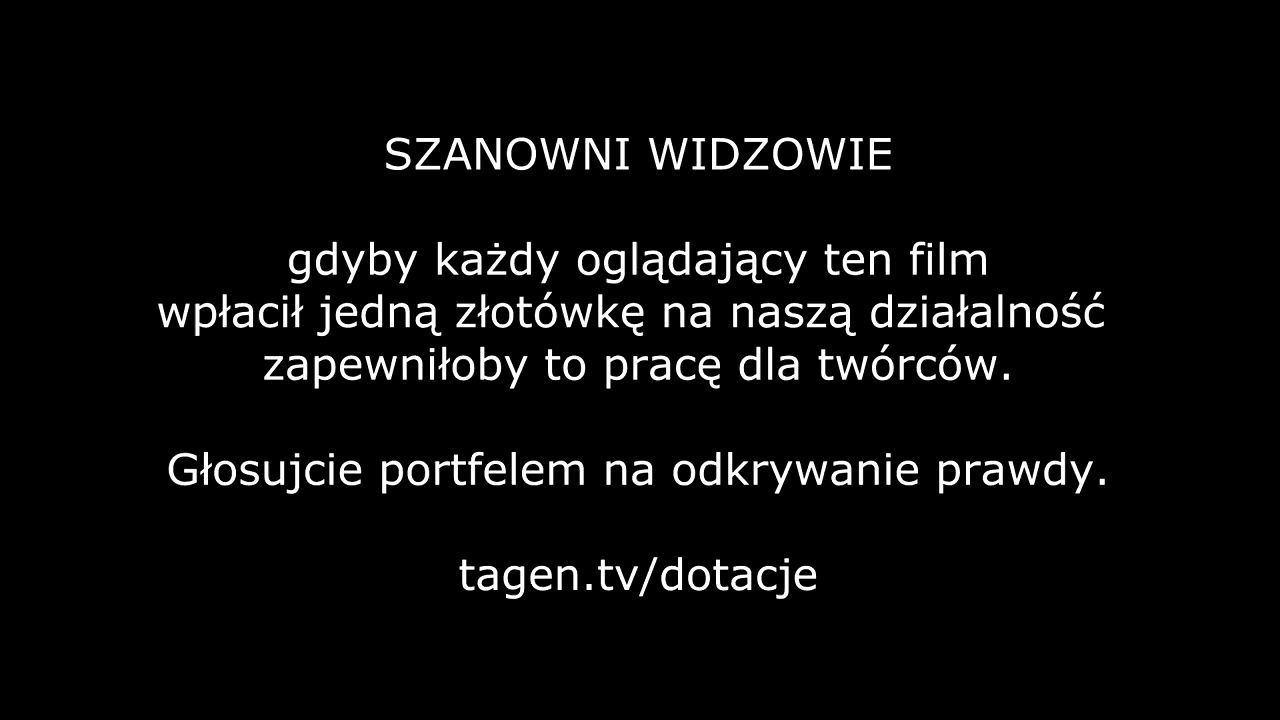 SZANOWNI WIDZOWIE
gdyby każdy oglądający ten film
wpłacił jedną złotówkę na naszą działalność
zapewniłoby to pracę dla twórców.
Głosujcie portfelem na odkrywanie prawdy.
tagen.tv/dotacje